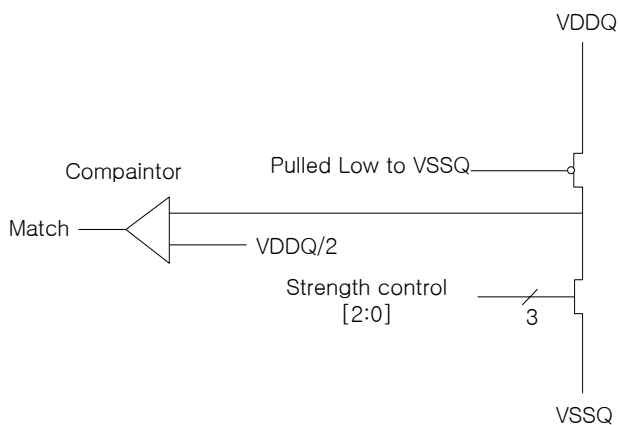 VDDQ
Pulled Low to VSSQ
Compaintor
Match
VDDQ/2
Strength control
[2:0]
3
VSSQ